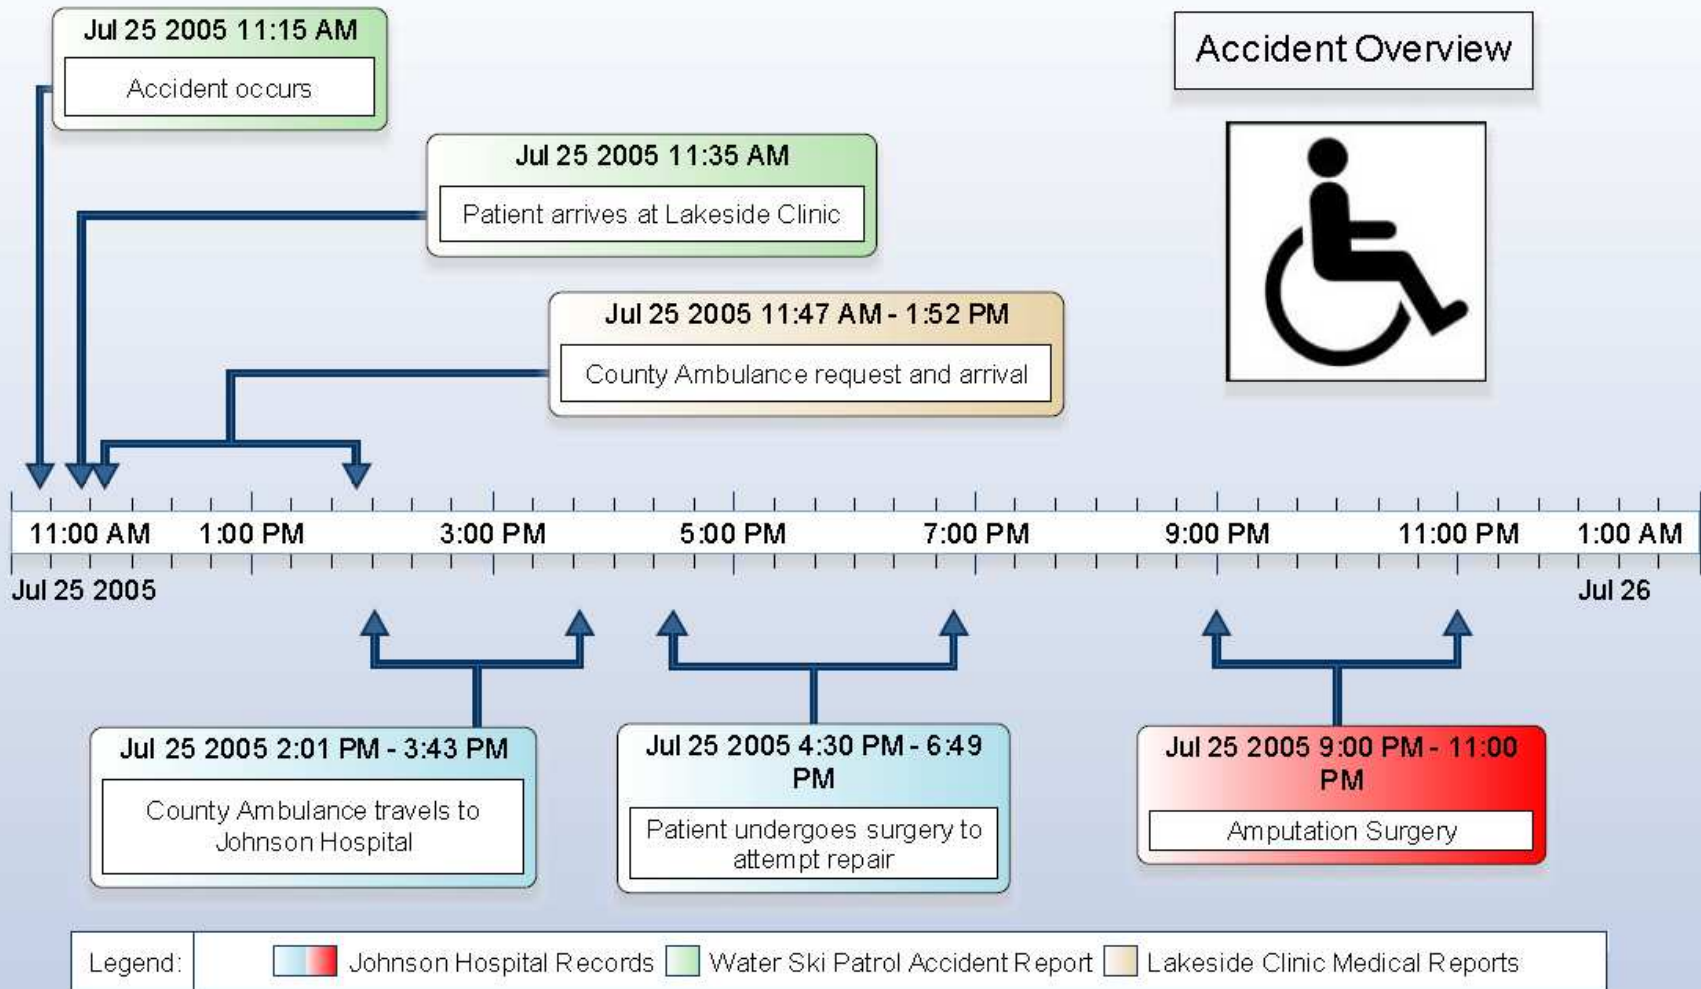 Jul 25 2005 11:15 AM
Accident occurs
Accident Overview
Jul 25 2005 11:35 AM
Patient arrives at Lakeside Clinic
Jul 25 2005 11:47 AM - 1:52 PM
County Ambulance request and arrival
11:00 AM 1:00 PM 3:00 PM 5:00 PM 7:00 PM 9:00 PM 11:00 PM 1:00 AM
Jul 25 2005 Jul 26
Jul 25 2005 2:01 PM - 3:43 PM
County Ambulance travels to
Johnson Hospital
Jul 25 2005 4:30 PM - 6:49
PM
Patient undergoes surgery to
attempt repair
Jul 25 2005 9:00 PM - 11:00
PM
Amputation Surgery
Legend: Johnson Hospital Records Water Ski Patrol Accident Report Lakeside Clinic Medical Reports